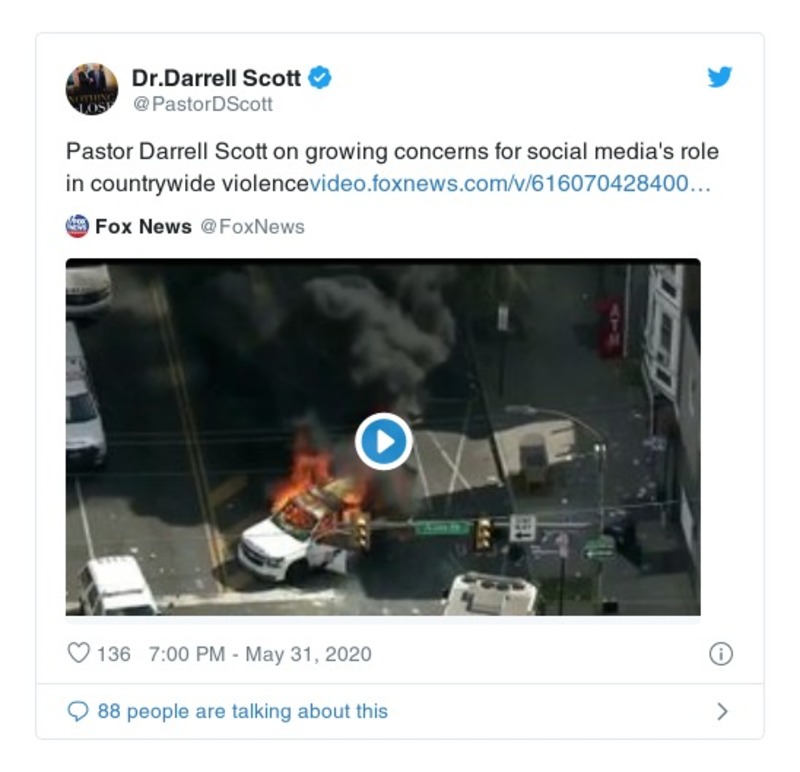 Dr.Darrell Scott
@PastorDScott
Pastor Darrell Scott on growing concerns for social media's role
in countrywide violencevideo.foxnews.com/v/616070428400…
Fox News @FoxNews
ATM
136 7:00 PM - May 31, 2020
88 people are talking about this